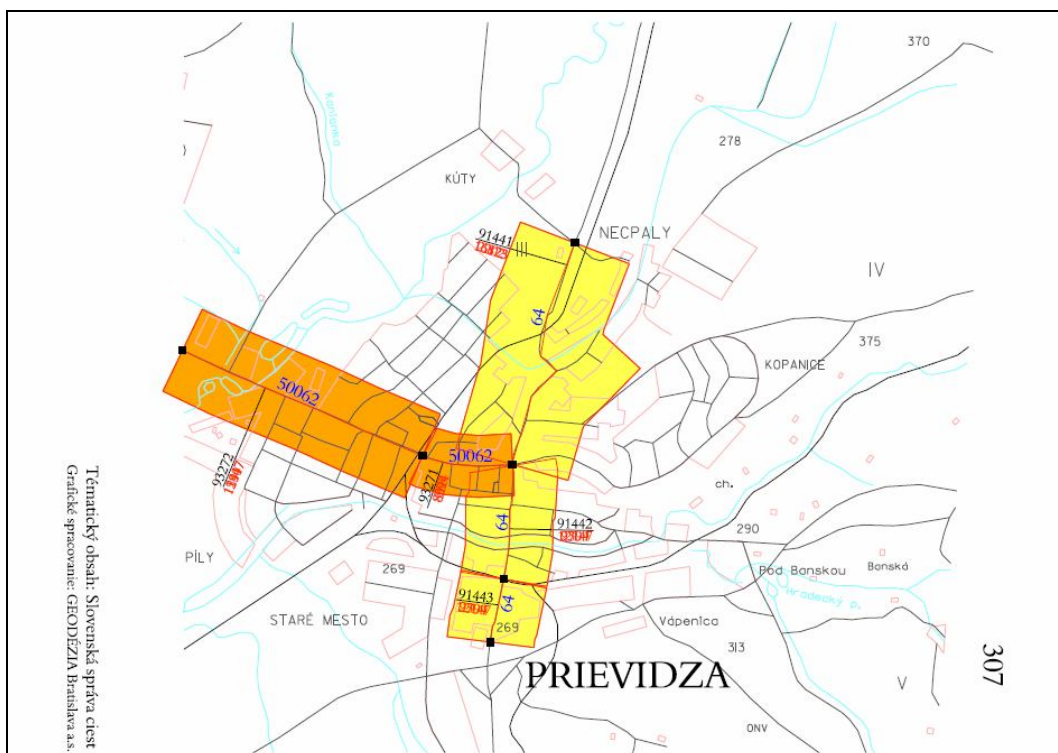 370
Kanianka
278
KÚTY
91441
NECPALY
IV
64
375
KOPANICE
50062
50062
93272
93271
ch.
64
91442
290
PÍLY
269
Pod Banskou
Banská
Hradecký p.
91443
64
STARÉ MESTO
269
Vápenica
313
PRIEVIDZA
V
307
ONV
Tématický obsah: Slovenská správa ciest
Grafické spracovanie: GEODÉZIA Bratislava a.s.